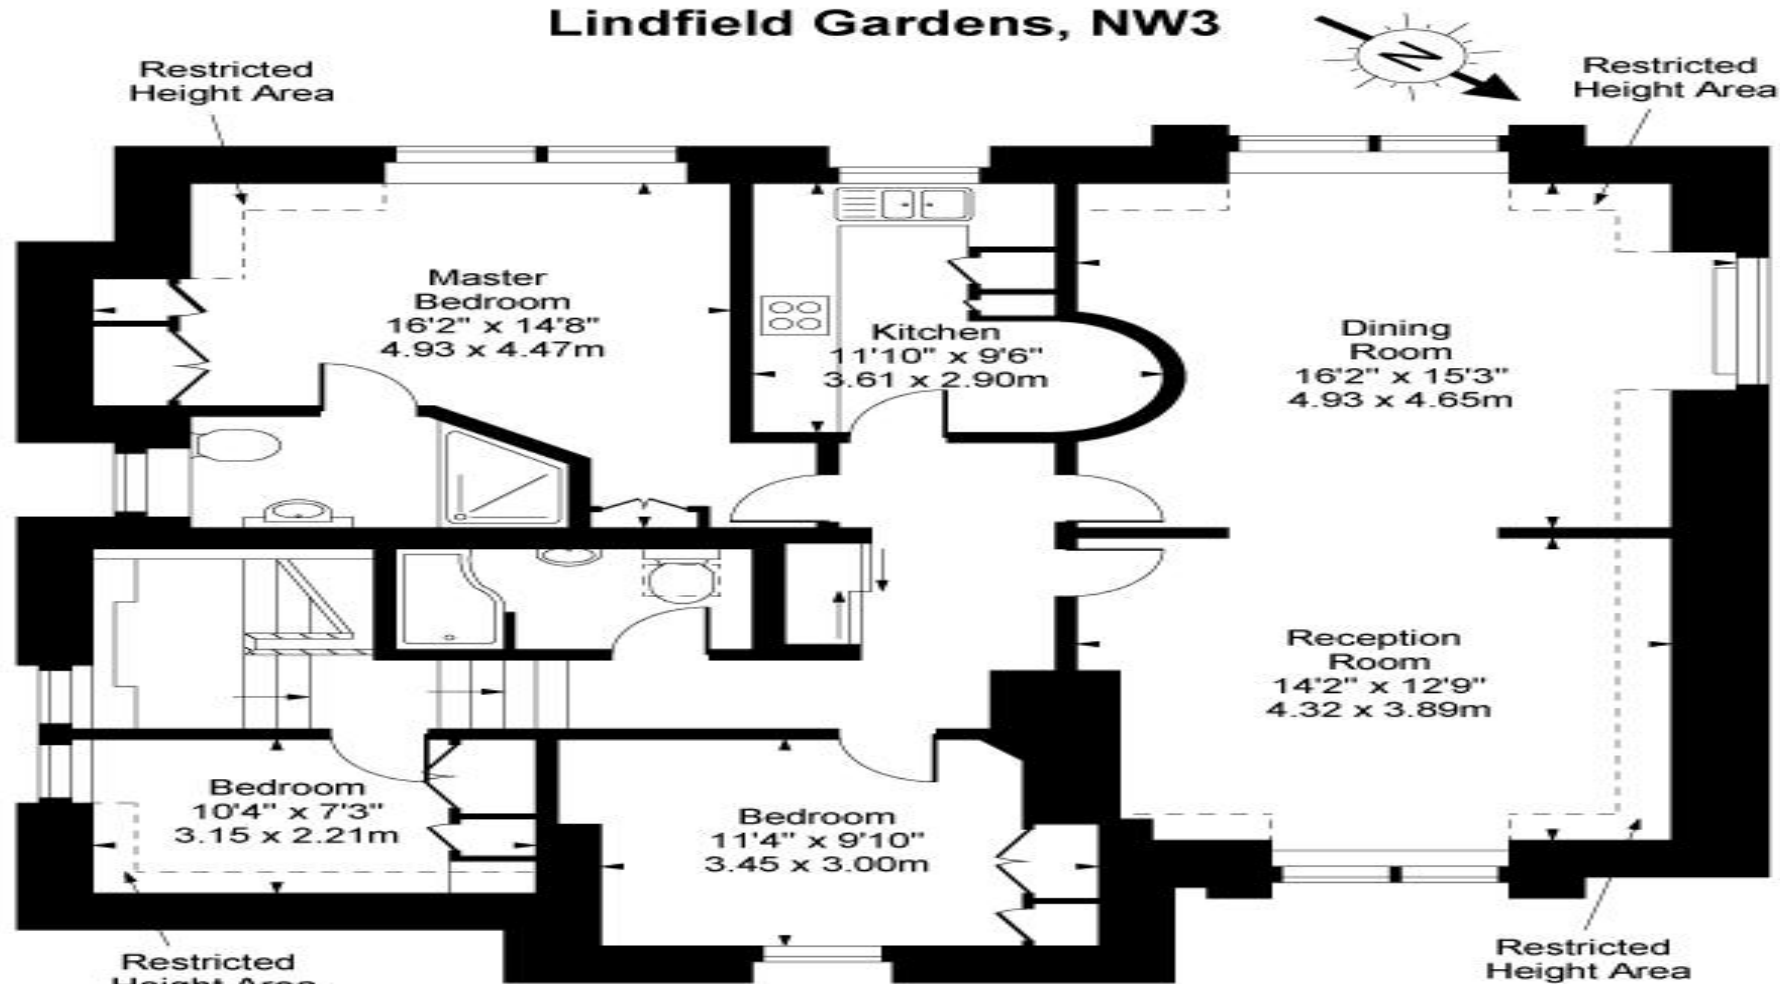 Lindfield Gardens, NW3
N
Restricted
Height Area
Restricted
Height Area
Master
Bedroom
16'2" x 14'8"
4.93 x 4.47m
Kitchen
11'10" x 9'6"
3.61 x 2.90m
Dining
Room
16'2" x 15'3"
4.93 x 4.65m
Reception
Room
14'2" x 12'9"
4.32 x 3.89m
Bedroom
10'4" x 7'3"
3.15 x 2.21m
Bedroom
11'4" x 9'10"
3.45 x 3.00m
Restricted
Height Area
Restricted
Height Area